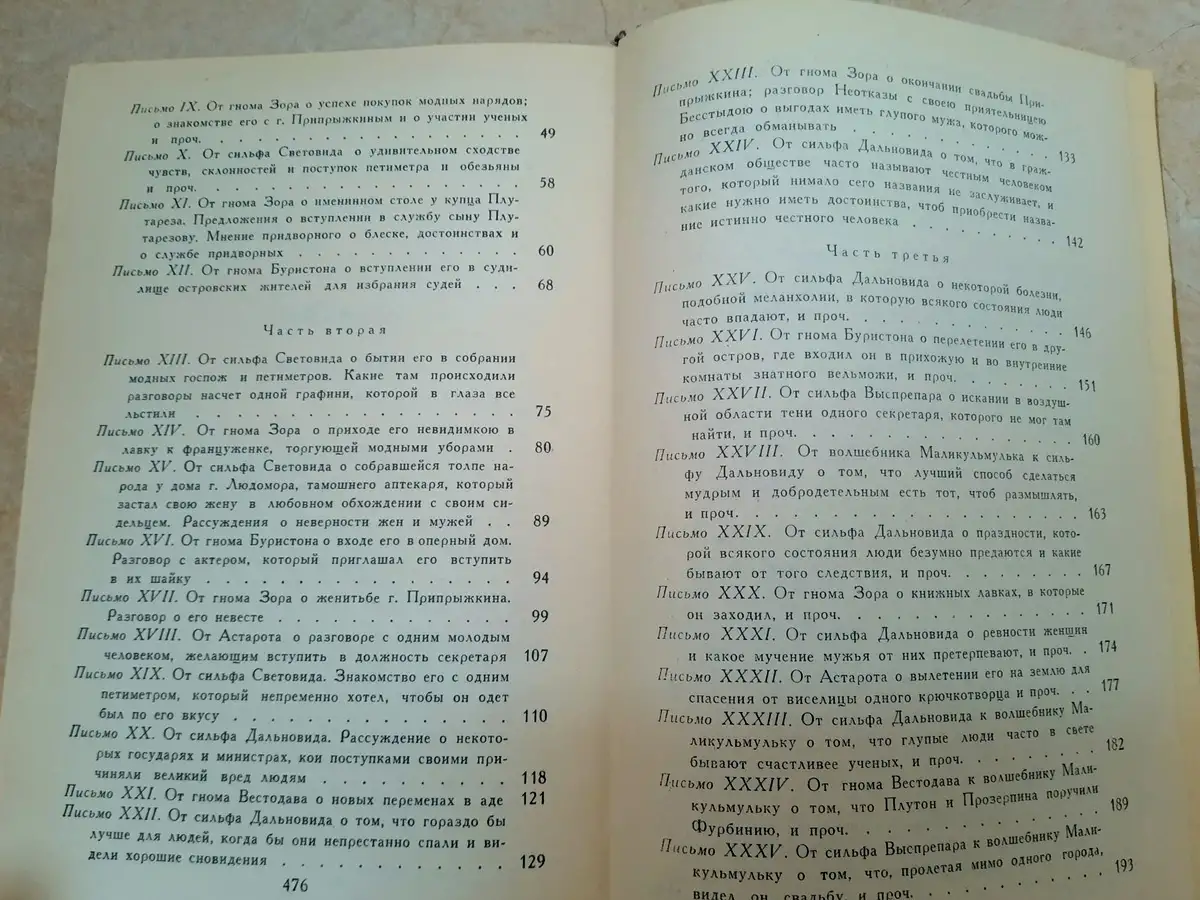 Письмо IX. От гнома Зора о успехе покупок модных нарядов;
о знакомстве его с г. Припрыжкиным и о участии ученых
и проч. . . . . . . . . . . . . . . . . . . 49
Письмо X. От сильфа Световида о удивительном сходстве
чувств, склонностей и поступок петиметра и обезьяны
и проч. . . . . . . . . . . . . . . . . . . 58
Письмо XI. От гнома Зора о именинном столе у купца Плу-
тареза. Предложения о вступлении в службу сыну Плу-
тарезову. Мнение придворного о блеске, достоинствах и
о службе придворных . . . . . . . . . . . . . 60
Письмо XII. От гнома Буристона о вступлении его в суди-
лище островских жителей для избрания судей . . . 68
Часть вторая
Письмо XIII. От сильфа Световида о бытии его в собрании
модных госпож и петиметров. Какие там происходили
разговоры насчет одной графини, которой в глаза все
льстили . . . . . . . . . . . . . . . . . . 75
Письмо XIV. От гнома Зора о приходе его невидимкою в
лавку к француженке, торгующей модными уборами . 80
Письмо XV. От сильфа Световида о собравшейся толпе на-
рода у дома г. Людомора, тамошнего аптекаря, который
застал свою жену в любовном обхождении с своим си-
дельцем. Рассуждения о неверности жен и мужей . . 89
Письмо XVI. От гнома Буристона о входе его в оперный дом.
Разговор с актером, который приглашал его вступить
в их шайку . . . . . . . . . . . . . . . . . 94
Письмо XVII. От гнома Зора о женитьбе г. Припрыжкина.
Разговор о его невесте . . . . . . . . . . . . . 99
Письмо XVIII. От Астарота о разговоре с одним молодым
человеком, желающим вступить в должность секретаря 107
Письмо XIX. От сильфа Световида. Знакомство его с одним
петиметром, который непременно хотел, чтобы он одет
был по его вкусу . . . . . . . . . . . . . . . 110
Письмо XX. От сильфа Дальновида. Рассуждение о некото-
рых государях и министрах, кои поступками своими при-
чиняли великий вред людям . . . . . . . . . . 118
Письмо XXI. От гнома Вестодава о новых переменах в аде 121
Письмо XXII. От сильфа Дальновида о том, что гораздо бы
лучше для людей, когда бы они непрестанно спали и ви-
дели хорошие сновидения . . . . . . . . . . . 129
476
Письмо XXIII. От гнома Зора о окончании свадьбы При-
прыжкина; разговор Неотказы с своею приятельницею
Бесстыдою о выгодах иметь глупого мужа, которого мож-
но всегда обманывать . . . . . . . . . . . . 133
Письмо XXIV. От сильфа Дальновида о том, что в граж-
данском обществе часто называют честным человеком
того, который нимало сего названия не заслуживает, и
какие нужно иметь достоинства, чтоб приобрести назва-
ние истинно честного человека . . . . . . . . . . 142
Часть третья
Письмо XXV. От сильфа Дальновида о некоторой болезни,
подобной меланхолии, в которую всякого состояния люди
часто впадают, и проч. . . . . . . . . . . . . 146
Письмо XXVI. От гнома Буристона о перелетении его в дру-
гой остров, где входил он в прихожую и во внутренние
комнаты знатного вельможи, и проч. . . . . . . . 151
Письмо XXVII. От сильфа Выспрепара о искании в воздуш-
ной области тени одного секретаря, которого не мог там
найти, и проч. . . . . . . . . . . . . . . . . 160
Письмо XXVIII. От волшебника Маликульмулька к силь-
фу Дальновиду о том, что лучший способ сделаться
мудрым и добродетельным есть тот, чтоб размышлять,
и проч. . . . . . . . . . . . . . . . . . . . 163
Письмо XXIX. От сильфа Дальновида о праздности, кото-
рой всякого состояния люди безумно предаются и какие
бывают от того следствия, и проч. . . . . . . . . 167
Письмо XXX. От гнома Зора о книжных лавках, в которые
он заходил, и проч. . . . . . . . . . . . . . . 171
Письмо XXXI. От сильфа Дальновида о ревности женщин
и какое мучение мужья от них претерпевают, и проч. . 174
Письмо XXXII. От Астарота о вылетении его на землю для
спасения от виселицы одного крючкотворца и проч. . . 177
Письмо XXXIII. От сильфа Дальновида к волшебнику Ма-
ликульмульку о том, что глупые люди часто в свете
бывают счастливее ученых, и проч. . . . . . . . 182
Письмо XXXIV. От гнома Вестодава к волшебнику Мали-
кульмульку о том, что Плутон и Прозерпина поручили
Фурбинию, и проч. . . . . . . . . . . . . . . 189
Письмо XXXV. От сильфа Выспрепара к волшебнику Мали-
кульмульку о том, что, пролетая мимо одного города,
видел он свадьбу, и проч. . . . . . . . . . . . 193